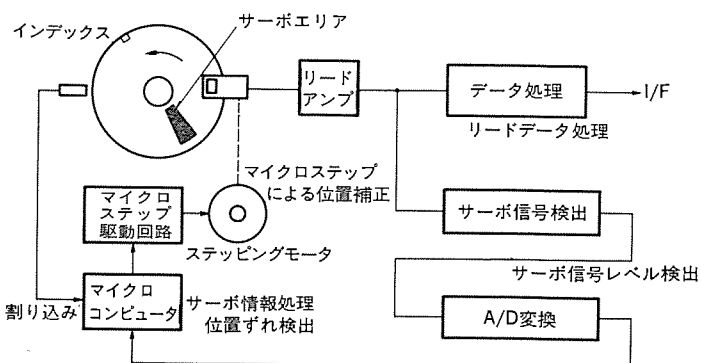 インデックス
サーボエリア
リード
アンプ
データ処理
I/F
リードデータ処理
マイクロステップ
による位置補正
マイクロ
ステップ
駆動回路
ステッピングモータ
サーボ信号検出
サーボ信号レベル検出
割り込み
マイクロ
コンピュータ
サーボ情報処理
位置ずれ検出
A/D変換